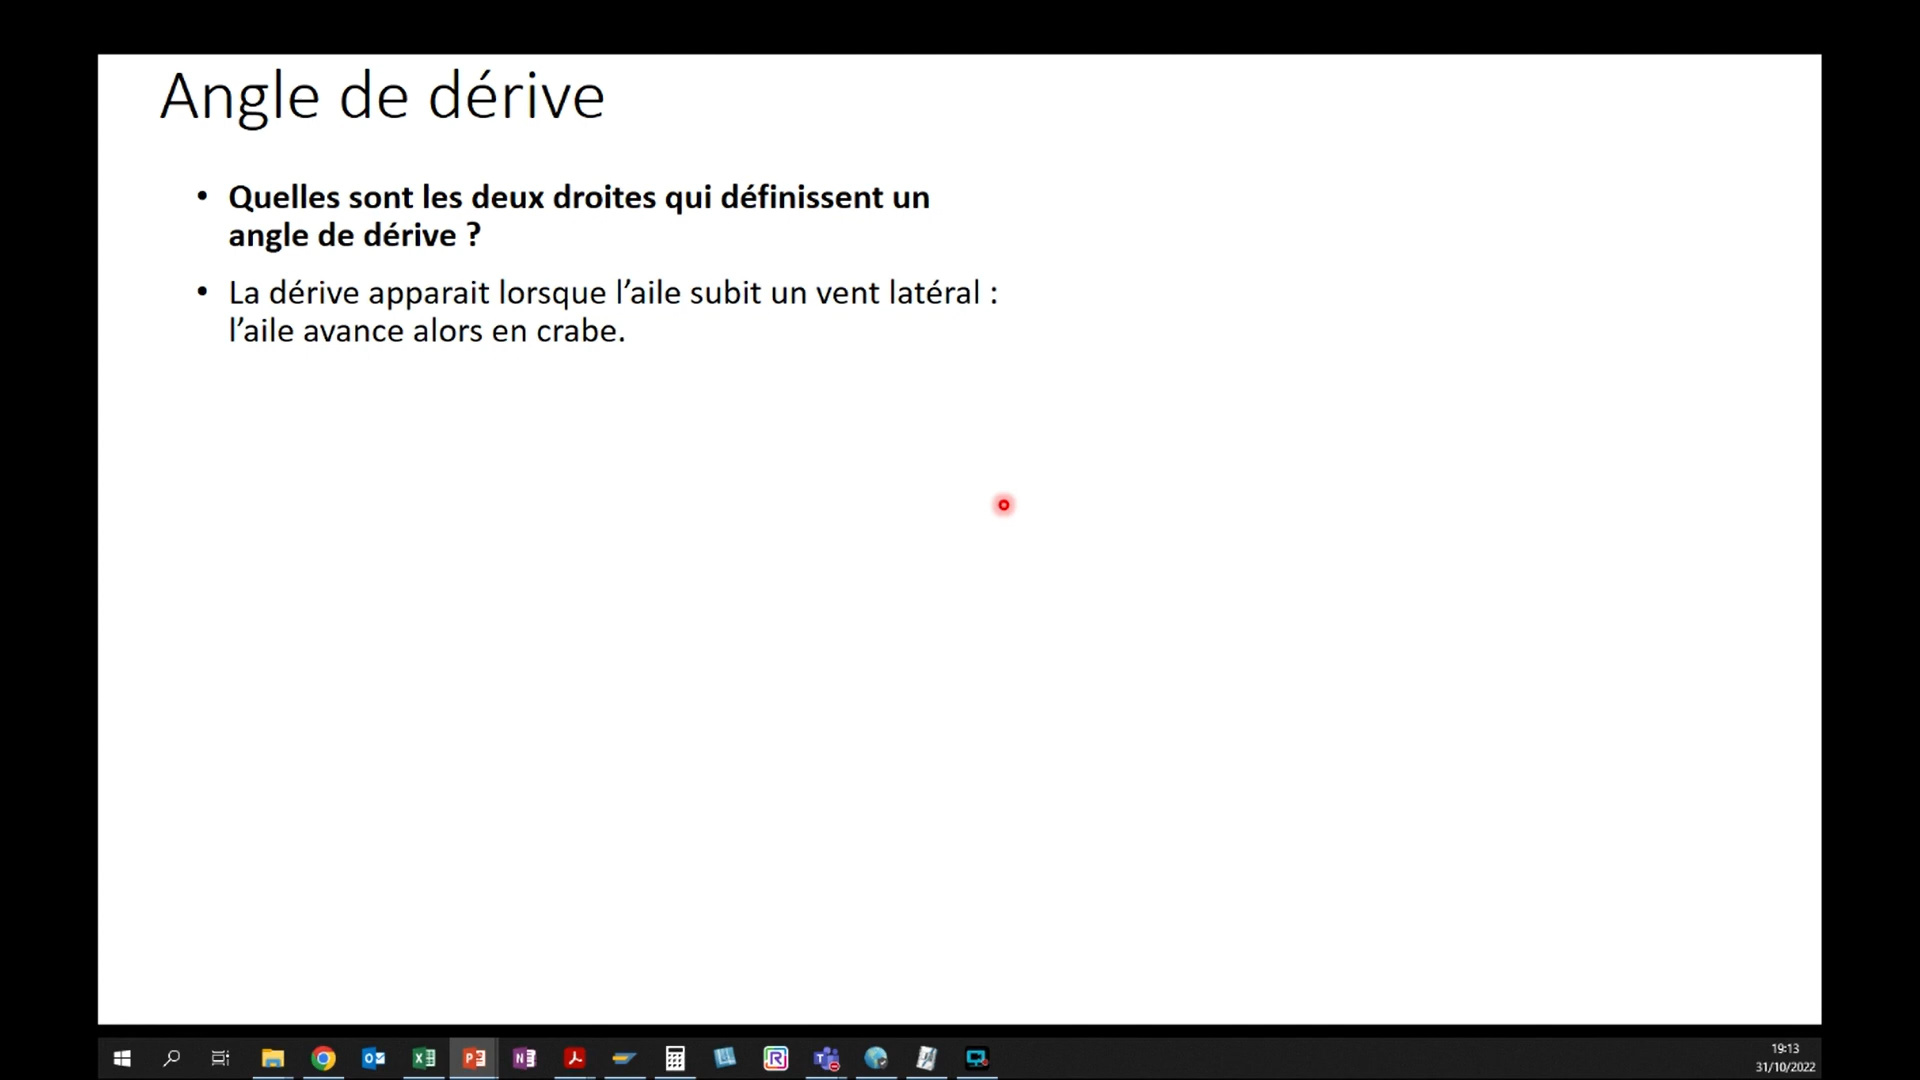 Angle de dérive
• Quelles sont les deux droites qui définissent un
angle de dérive ?
• La dérive apparait lorsque l’aile subit un vent latéral :
l’aile avance alors en crabe.
19:13
31/10/2022